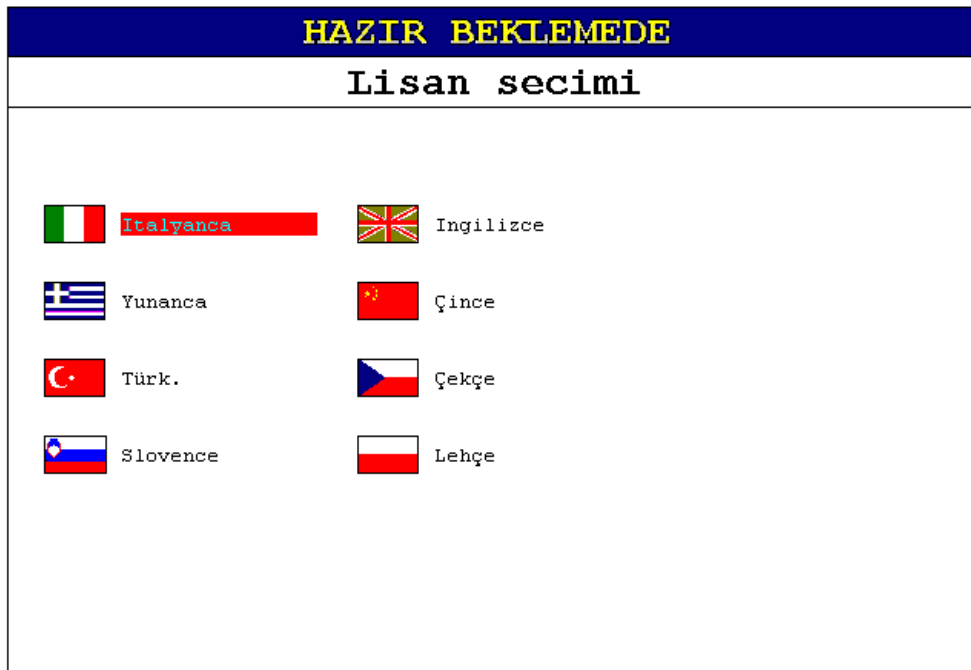 HAZIR BEKLEMEDE
Lisan secimi
Italyanca Ingilizce
Yunanca Çince
Türk. Çekçe
Slovence Lehçe